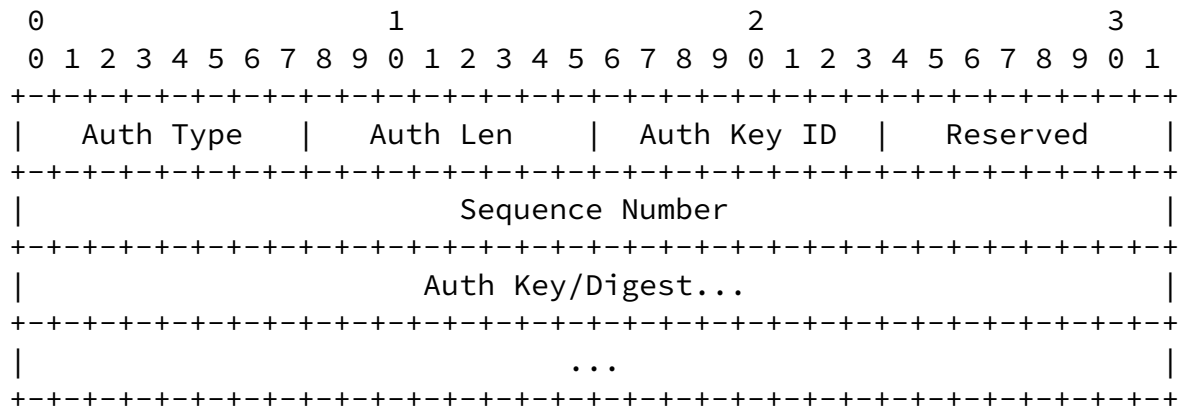 0                   1                   2                   3
 0 1 2 3 4 5 6 7 8 9 0 1 2 3 4 5 6 7 8 9 0 1 2 3 4 5 6 7 8 9 0 1
+-+-+-+-+-+-+-+-+-+-+-+-+-+-+-+-+-+-+-+-+-+-+-+-+-+-+-+-+-+-+-+-+
|   Auth Type   |   Auth Len    |  Auth Key ID  |   Reserved    |
+-+-+-+-+-+-+-+-+-+-+-+-+-+-+-+-+-+-+-+-+-+-+-+-+-+-+-+-+-+-+-+-+
|                        Sequence Number                        |
+-+-+-+-+-+-+-+-+-+-+-+-+-+-+-+-+-+-+-+-+-+-+-+-+-+-+-+-+-+-+-+-+
|                      Auth Key/Digest...                       |
+-+-+-+-+-+-+-+-+-+-+-+-+-+-+-+-+-+-+-+-+-+-+-+-+-+-+-+-+-+-+-+-+
|                              ...                              |
+-+-+-+-+-+-+-+-+-+-+-+-+-+-+-+-+-+-+-+-+-+-+-+-+-+-+-+-+-+-+-+-+